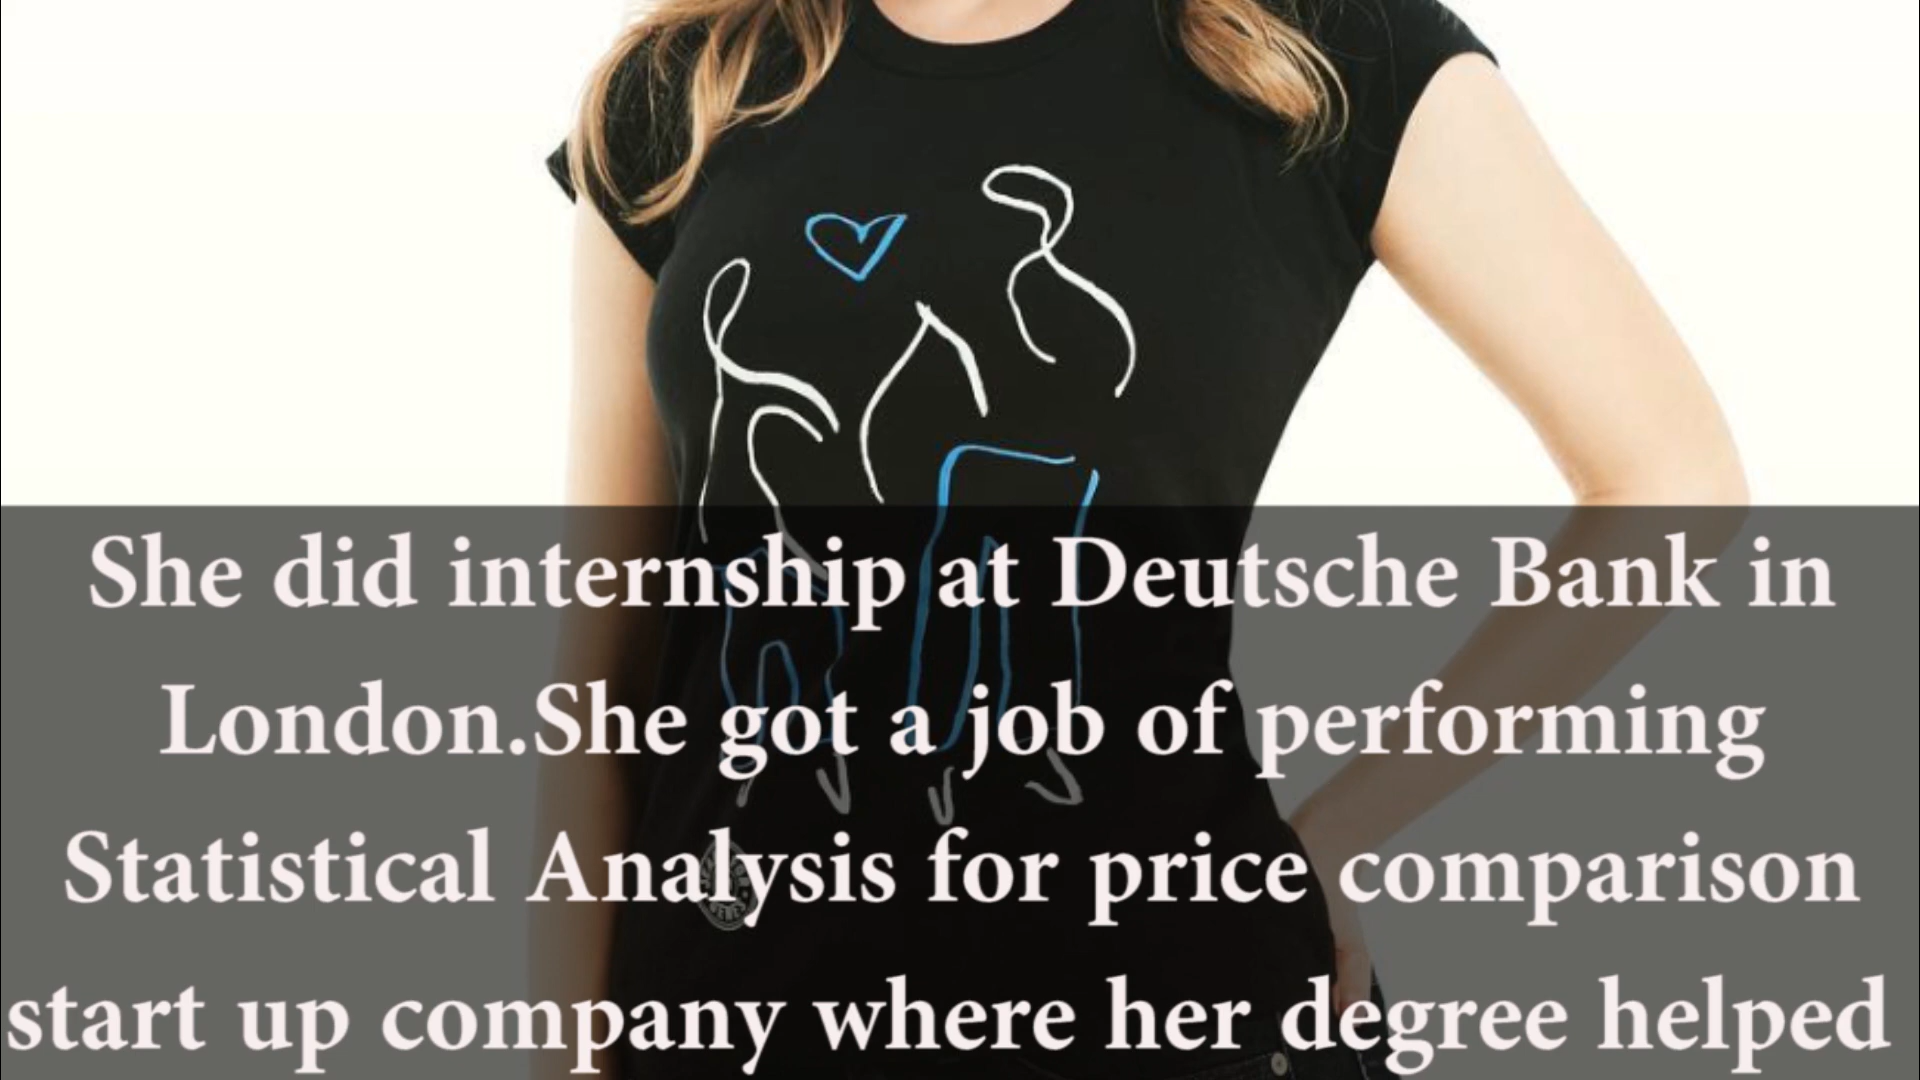 She did internship at Deutsche Bank in
London.She got a job of performing
Statistical Analysis for price comparison
start up company where her degree helped